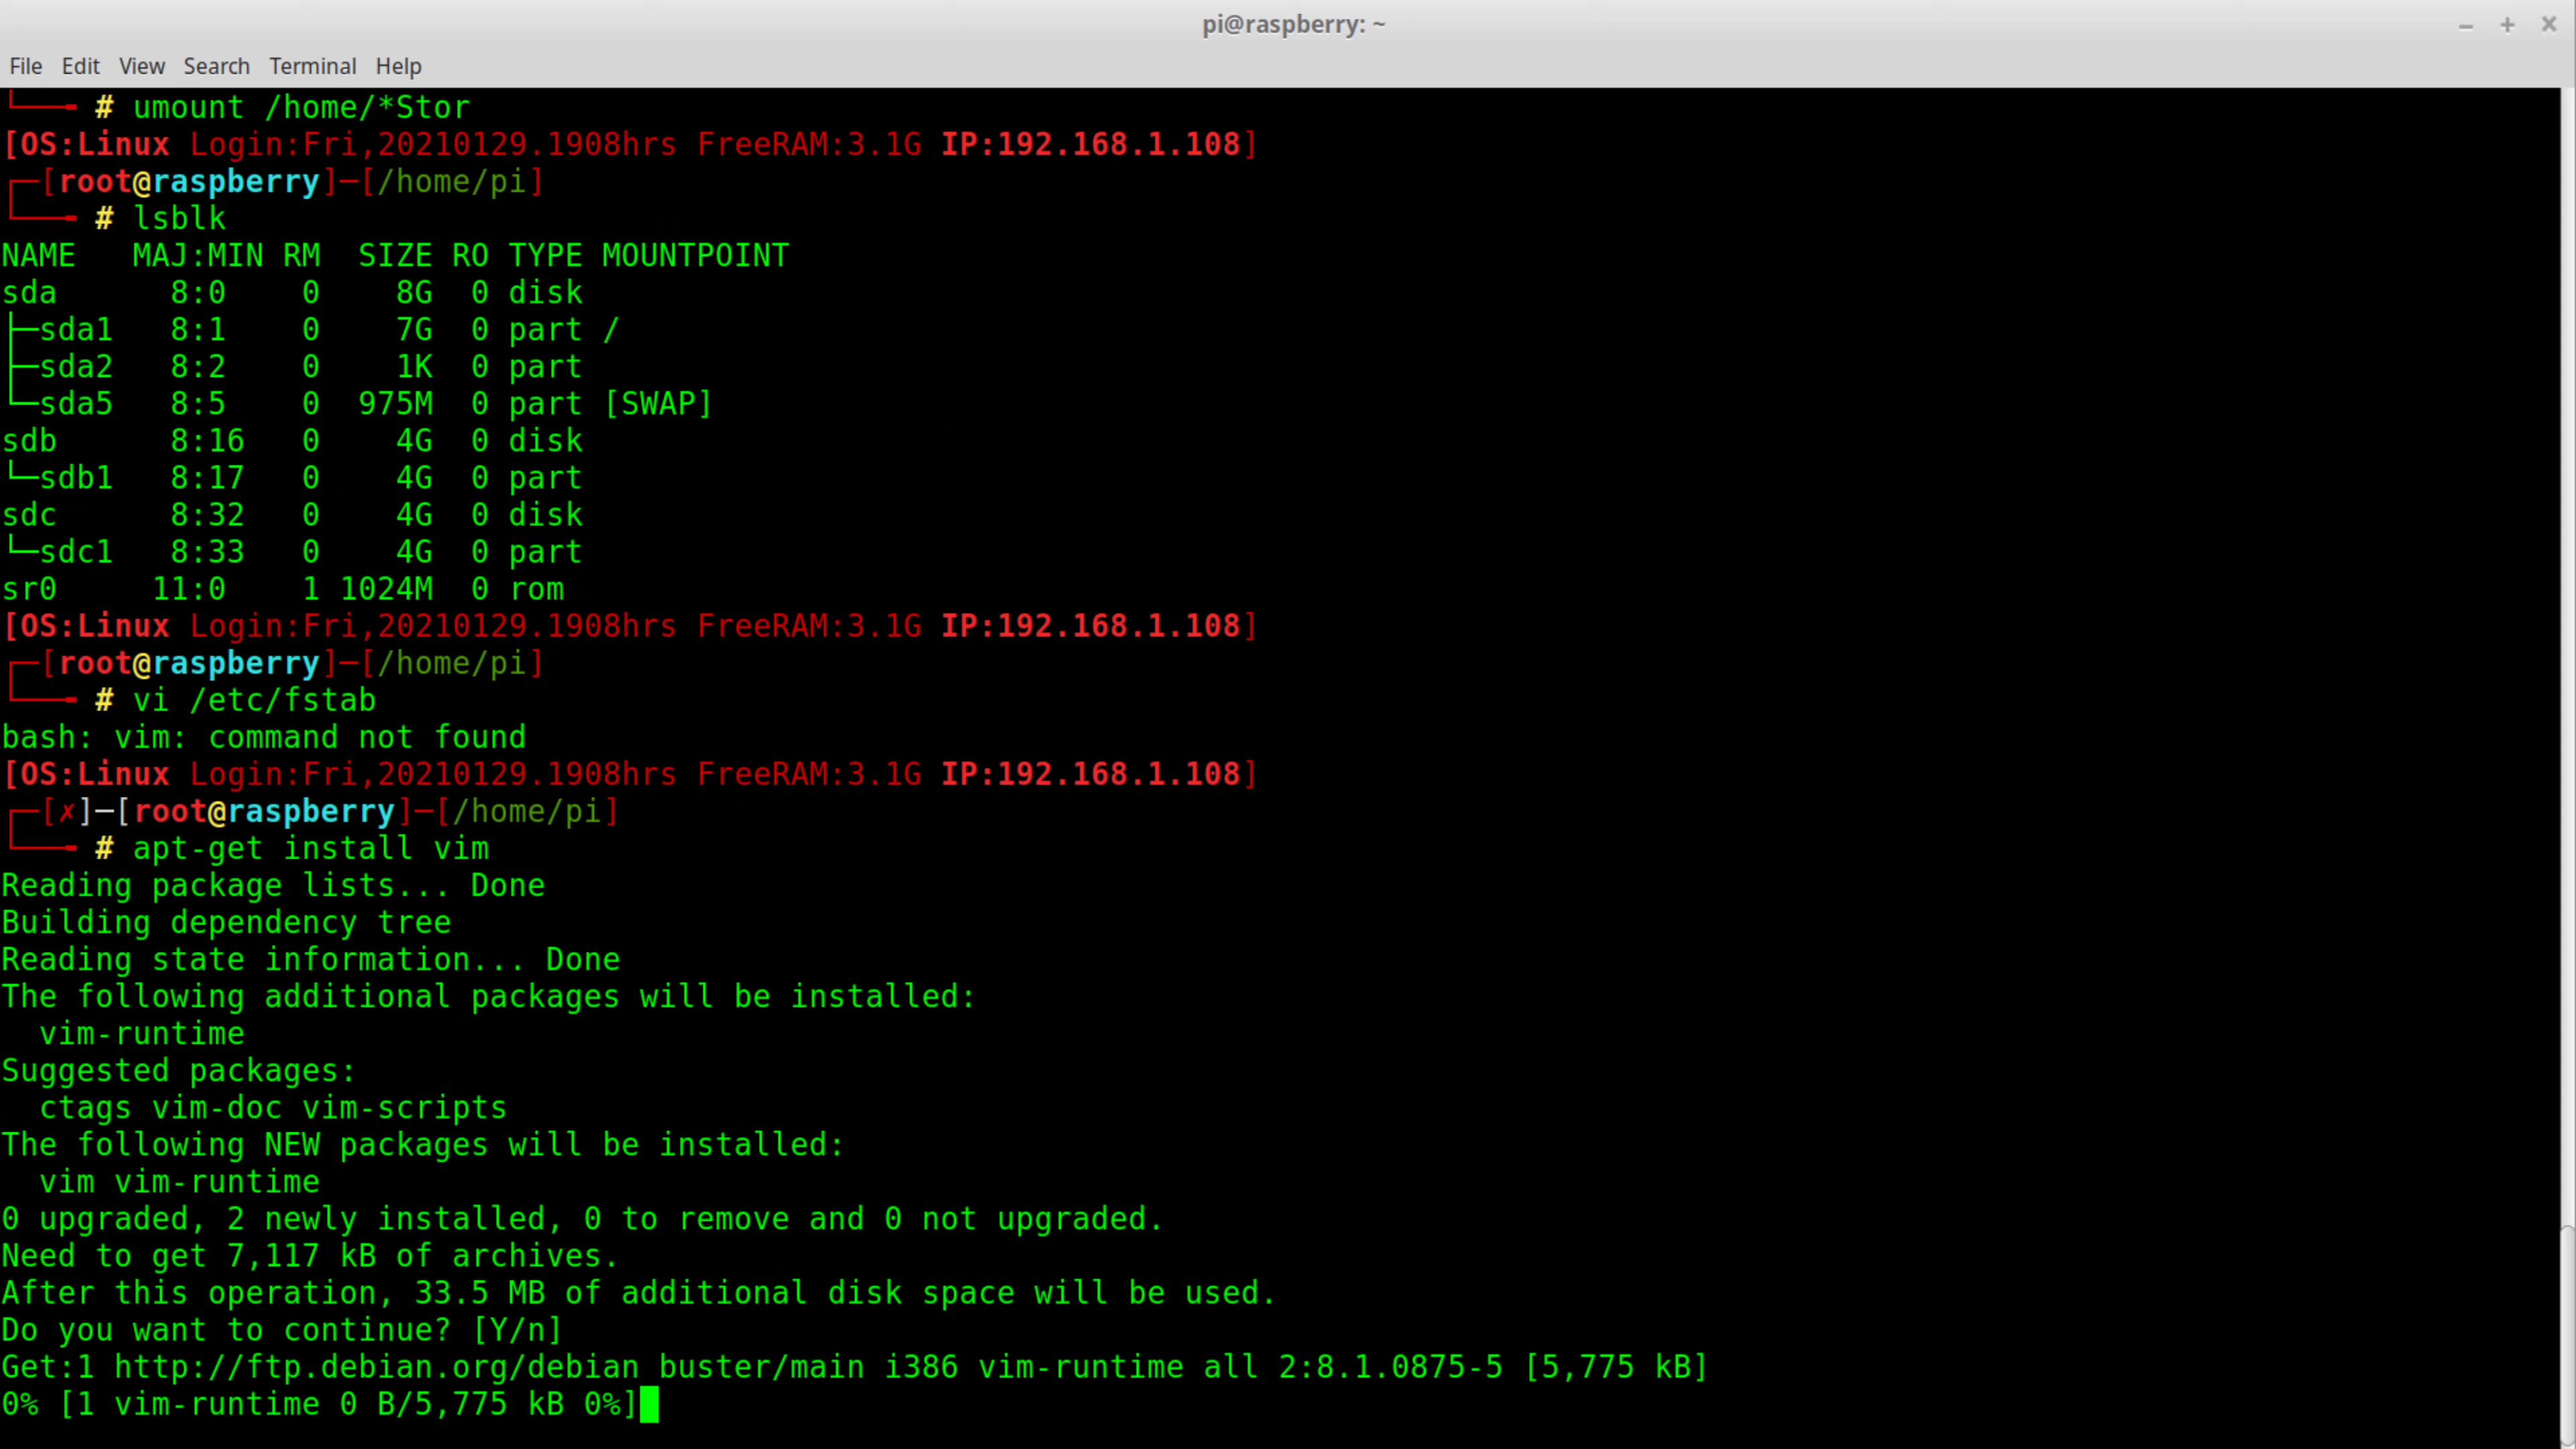 pi@raspberry: ~
File Edit View Search Terminal Help
└──╼ # umount /home/*Stor
[OS:Linux Login:Fri,20210129.1908hrs FreeRAM:3.1G IP:192.168.1.108]
┌─[root@raspberry]─[/home/pi]
└──╼ # lsblk
NAME   MAJ:MIN RM  SIZE RO TYPE MOUNTPOINT
sda      8:0    0    8G  0 disk
├─sda1   8:1    0    7G  0 part /
├─sda2   8:2    0    1K  0 part
└─sda5   8:5    0  975M  0 part [SWAP]
sdb      8:16   0    4G  0 disk
└─sdb1   8:17   0    4G  0 part
sdc      8:32   0    4G  0 disk
└─sdc1   8:33   0    4G  0 part
sr0     11:0    1 1024M  0 rom
[OS:Linux Login:Fri,20210129.1908hrs FreeRAM:3.1G IP:192.168.1.108]
┌─[root@raspberry]─[/home/pi]
└──╼ # vi /etc/fstab
bash: vim: command not found
[OS:Linux Login:Fri,20210129.1908hrs FreeRAM:3.1G IP:192.168.1.108]
┌─[✗]─[root@raspberry]─[/home/pi]
└──╼ # apt-get install vim
Reading package lists... Done
Building dependency tree
Reading state information... Done
The following additional packages will be installed:
  vim-runtime
Suggested packages:
  ctags vim-doc vim-scripts
The following NEW packages will be installed:
  vim vim-runtime
0 upgraded, 2 newly installed, 0 to remove and 0 not upgraded.
Need to get 7,117 kB of archives.
After this operation, 33.5 MB of additional disk space will be used.
Do you want to continue? [Y/n]
Get:1 http://ftp.debian.org/debian buster/main i386 vim-runtime all 2:8.1.0875-5 [5,775 kB]
0% [1 vim-runtime 0 B/5,775 kB 0%]